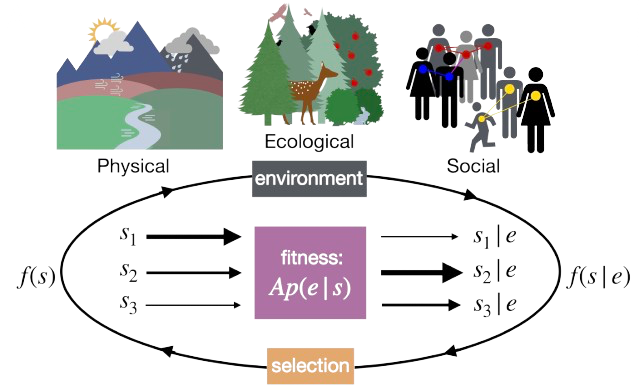 Physical
Ecological
Social
environment
s₁
s₂
s₃
f(s)
fitness:
Ap(e|s)
s₁|e
s₂|e
s₃|e
f(s|e)
selection